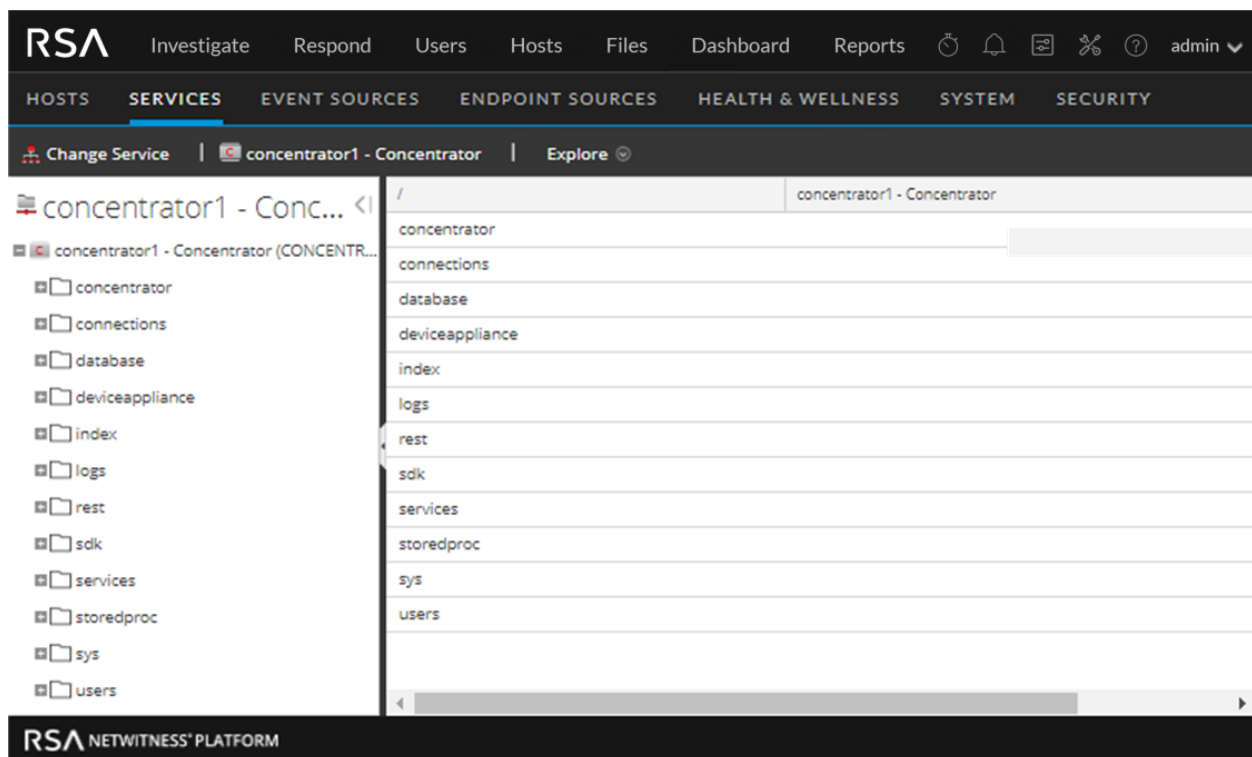 RSA Investigate Respond Users Hosts Files Dashboard Reports admin
HOSTS SERVICES EVENT SOURCES ENDPOINT SOURCES HEALTH & WELLNESS SYSTEM SECURITY
Change Service | C concentrator1 - Concentrator | Explore
concentrator1 - Conc...
C concentrator1 - Concentrator (CONCENTR...
concentrator
connections
database
deviceappliance
index
logs
rest
sdk
services
storedproc
sys
users
/ concentrator1 - Concentrator
concentrator
connections
database
deviceappliance
index
logs
rest
sdk
services
storedproc
sys
users
RSA NETWITNESS® PLATFORM